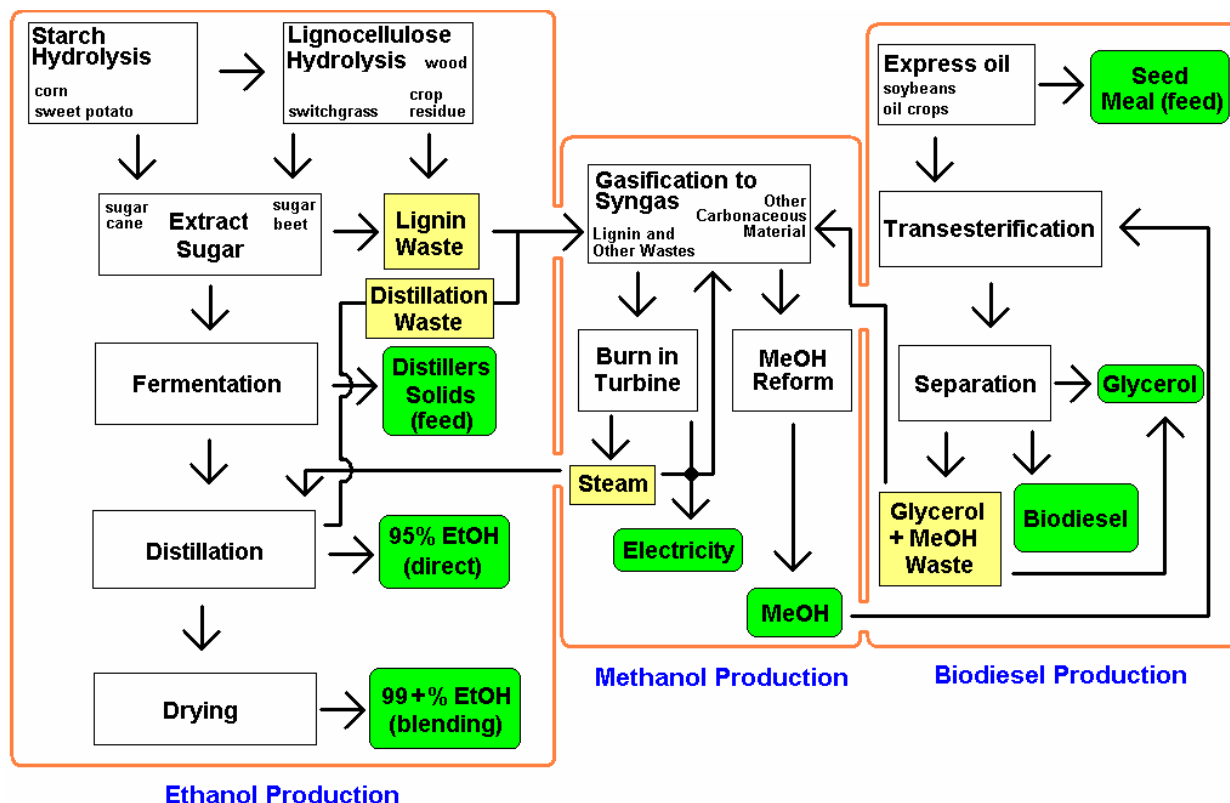 Starch
Hydrolysis
corn
sweet potato
Lignocellulose
Hydrolysis
wood
switchgrass
crop
residue
sugar
cane
Extract
Sugar
sugar
beet
Lignin
Waste
Distillation
Waste
Fermentation
Distillers
Solids
(feed)
Distillation
95% EtOH
(direct)
Drying
99+% EtOH
(blending)
Ethanol Production
Gasification to
Syngas
Other
Carbonaceous
Material
Lignin and
Other Wastes
Burn in
Turbine
MeOH
Reform
Steam
Electricity
MeOH
Methanol Production
Express oil
soybeans
oil crops
Seed
Meal (feed)
Transesterification
Separation
Glycerol
Glycerol
+ MeOH
Waste
Biodiesel
Biodiesel Production